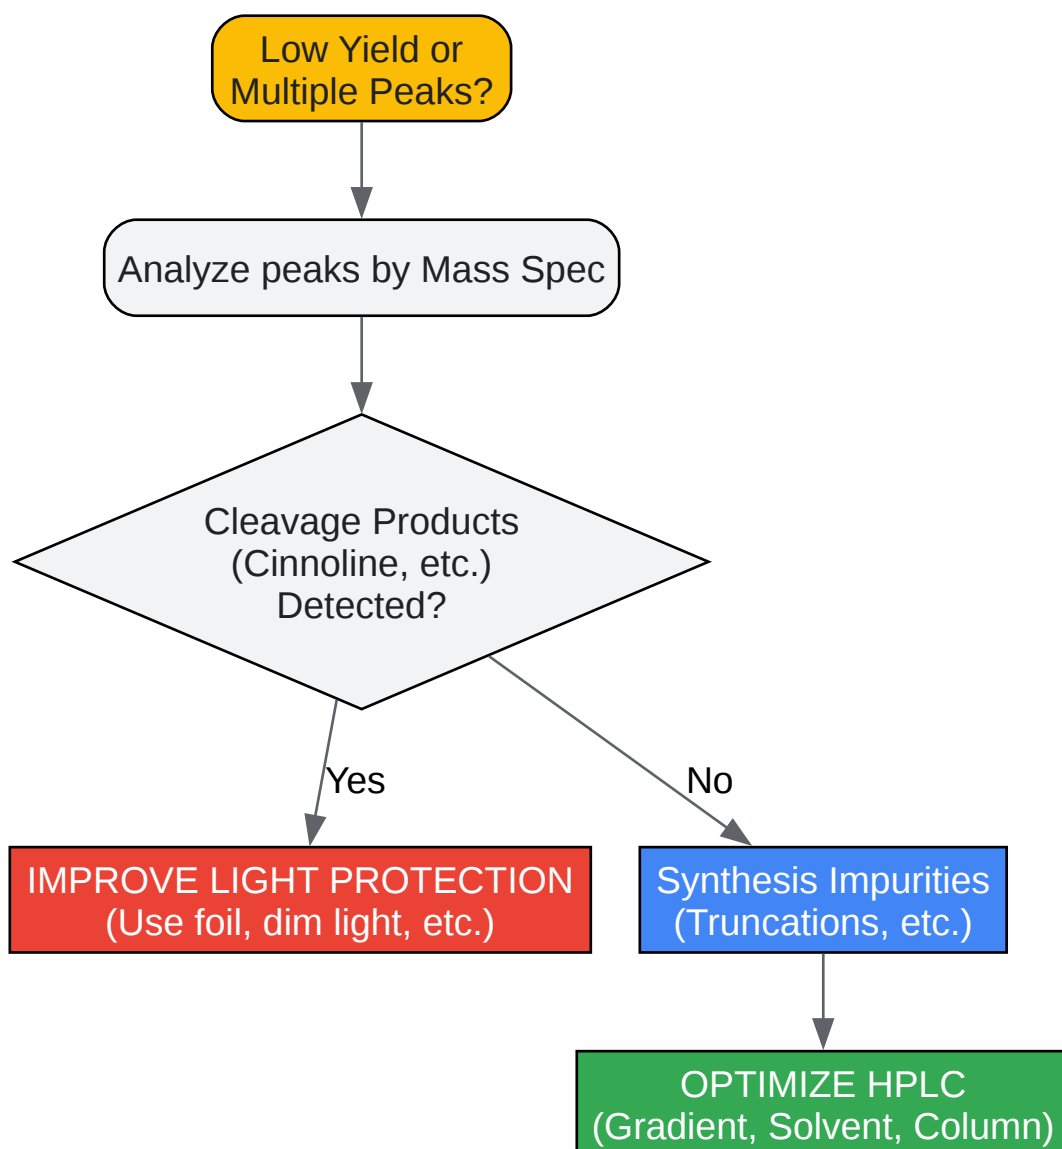 Low Yield or
Multiple Peaks?
Analyze peaks by Mass Spec
Cleavage Products
(Cinnoline, etc.)
Detected?
Yes
No
IMPROVE LIGHT PROTECTION
(Use foil, dim light, etc.)
Synthesis Impurities
(Truncations, etc.)
OPTIMIZE HPLC
(Gradient, Solvent, Column)